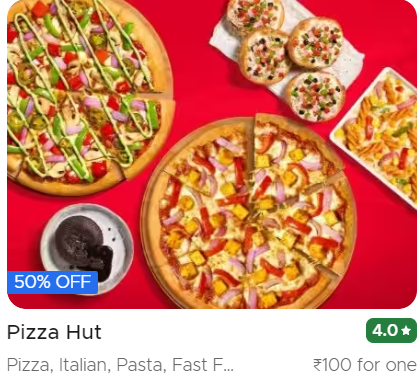 50% OFF
Pizza Hut
4.0★
Pizza, Italian, Pasta, Fast F...
₹100 for one